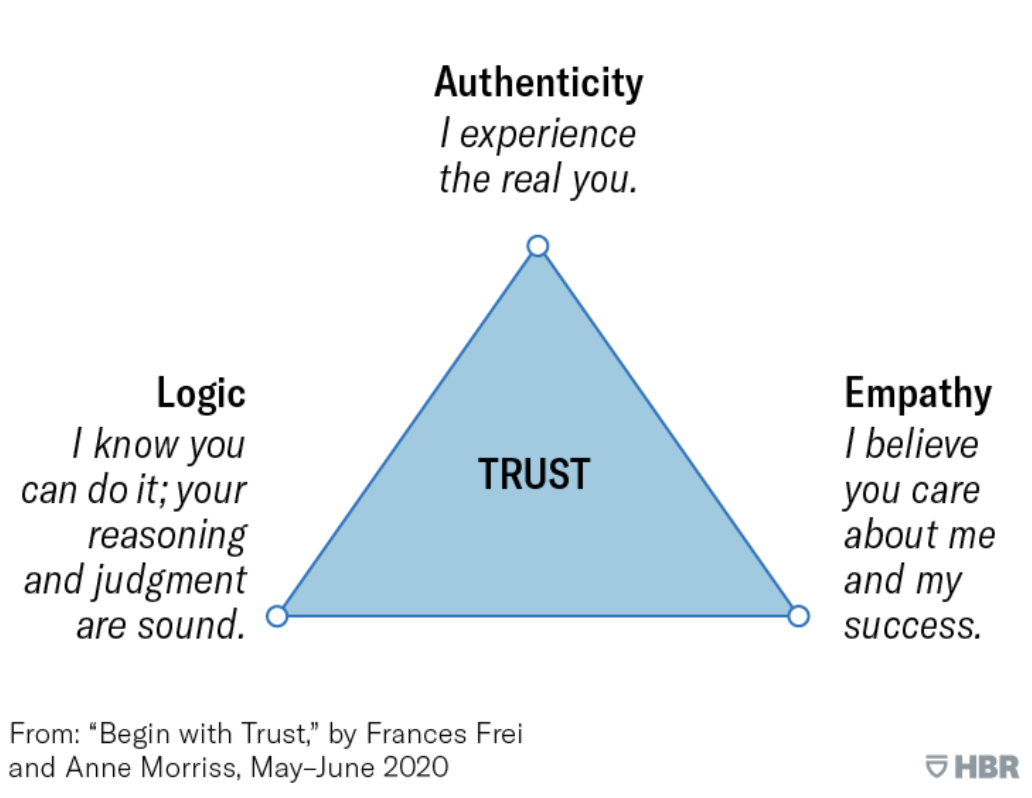 Authenticity
I experience
the real you.
Logic
I know you
can do it; your
reasoning
and judgment
are sound.
TRUST
Empathy
I believe
you care
about me
and my
success.
From: “Begin with Trust,” by Frances Frei
and Anne Morriss, May–June 2020
HBR